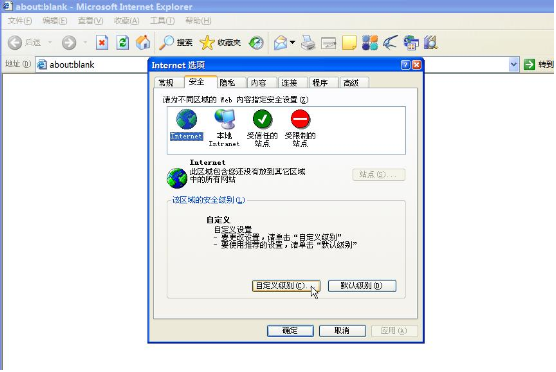 about:blank - Microsoft Internet Explorer
文件(F) 编辑(E) 查看(V) 收藏(A) 工具(T) 帮助(H)
后退 搜索 收藏夹
地址(D) about:blank 转到
Internet 选项
常规 安全 隐私 内容 连接 程序 高级
请为不同区域的 Web 内容指定安全设置(Z)
Internet 本地 受信任的 受限制的
Intranet 站点 站点
Internet
此区域包含您还没有放到其它区域
中的所有网站
站点(S)...
该区域的安全级别(L)
自定义
自定义设置
- 要更改设置，请单击“自定义级别”
- 要使用推荐的设置，请单击“默认级别”
自定义级别(C)... 默认级别(D)
确定 取消 应用(A)